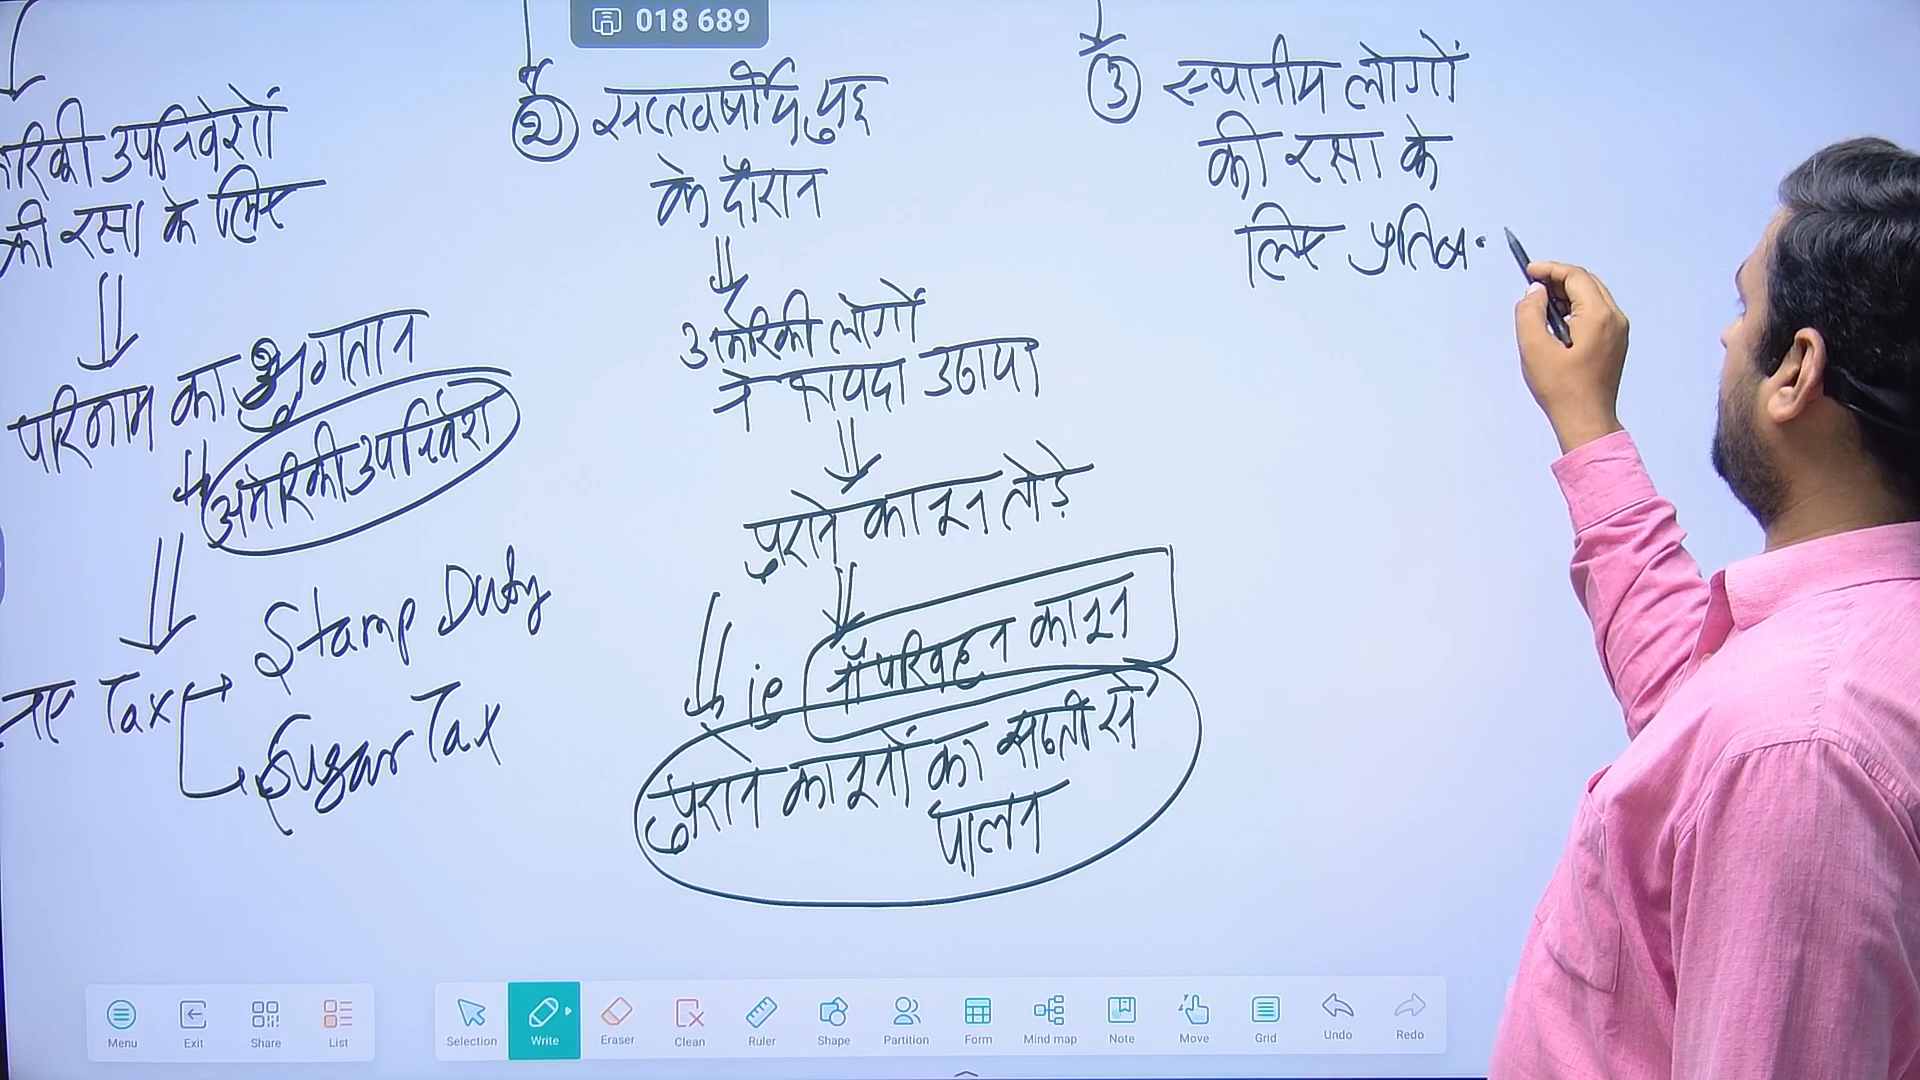 018 689
रिकी उपनिवेशों
की रक्षा के लिए
परिणाम का भुगतान
अमेरिकी उपनिवेश
नए Tax
Stamp Duty
Sugar Tax
② सप्तवर्षीय युद्ध
के दौरान
अमेरिकी लोगों
ने फायदा उठाया
पुराने कानून तोड़े
ie नौपरिवहन कानून
पुराने कानूनों का सख्ती से
पालन
③ स्थानीय लोगों
की रक्षा के
लिए प्रतिब
Menu Exit Share List Selection Write Eraser Clean Ruler Shape Partition Form Mind map Note Move Grid Undo Redo